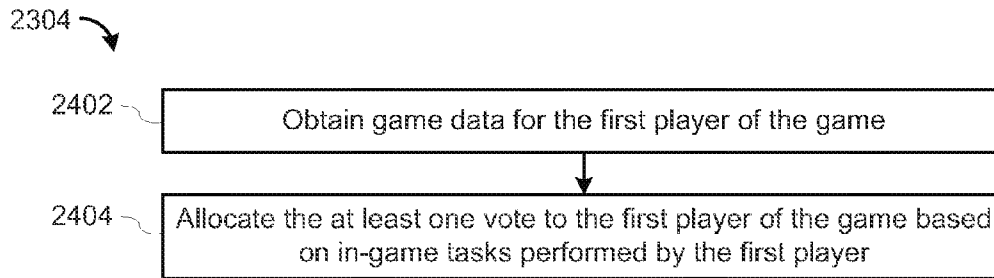 2304
2402
Obtain game data for the first player of the game
2404
Allocate the at least one vote to the first player of the game based
on in-game tasks performed by the first player